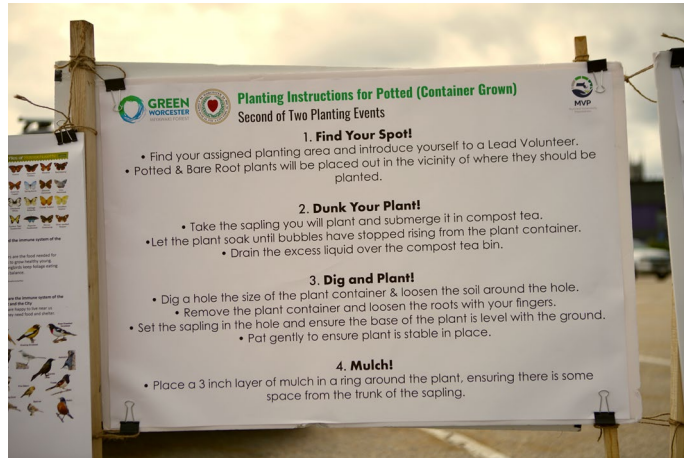 GREEN
WORCESTER
Planting Instructions for Potted (Container Grown)
Second of Two Planting Events
MVP
1. Find Your Spot!
• Find your assigned planting area and introduce yourself to a Lead Volunteer.
• Potted & Bare Root plants will be placed out in the vicinity of where they should be
planted.
2. Dunk Your Plant!
• Take the sapling you will plant and submerge it in compost tea.
•Let the plant soak until bubbles have stopped rising from the plant container.
• Drain the excess liquid over the compost tea bin.
3. Dig and Plant!
• Dig a hole the size of the plant container & loosen the soil around the hole.
• Remove the plant container and loosen the roots with your fingers.
• Set the sapling in the hole and ensure the base of the plant is level with the ground.
• Pat gently to ensure plant is stable in place.
4. Mulch!
• Place a 3 inch layer of mulch in a ring around the plant, ensuring there is some
space from the trunk of the sapling.